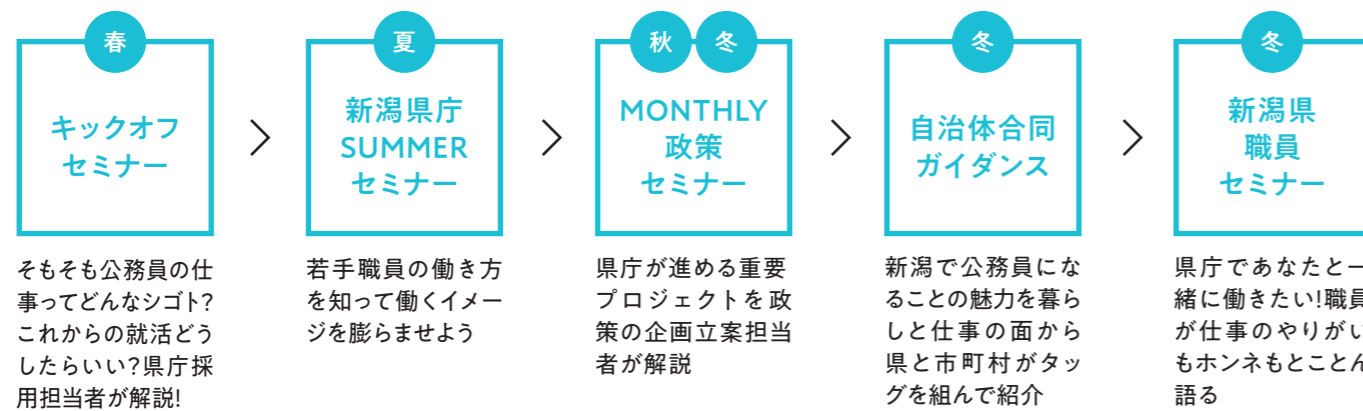 春
キックオフ
セミナー
そもそも公務員の仕
事ってどんなシゴト?
これからの就活どう
したらいい?県庁採
用担当者が解説!
夏
新潟県庁
SUMMER
セミナー
若手職員の働き方
を知って働くイメー
ジを膨らませよう
秋 冬
MONTHLY
政策
セミナー
県庁が進める重要
プロジェクトを政
策の企画立案担当
者が解説
冬
自治体合同
ガイダンス
新潟で公務員にな
ることの魅力を暮ら
しと仕事の面から
県と市町村がタッ
グを組んで紹介
冬
新潟県
職員
セミナー
県庁であなたと一
緒に働きたい!職員
が仕事のやりがい
もホンネもとことん
語る